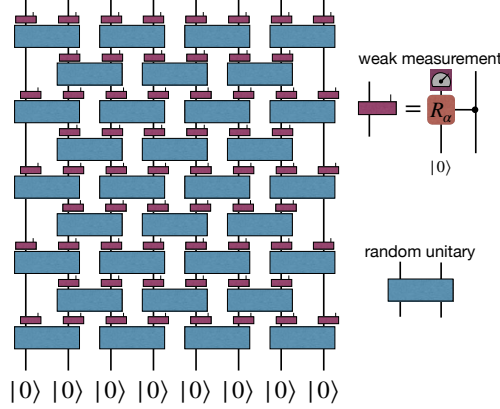 weak measurement
= R_α
|0⟩
random unitary
|0⟩ |0⟩ |0⟩ |0⟩ |0⟩ |0⟩ |0⟩ |0⟩